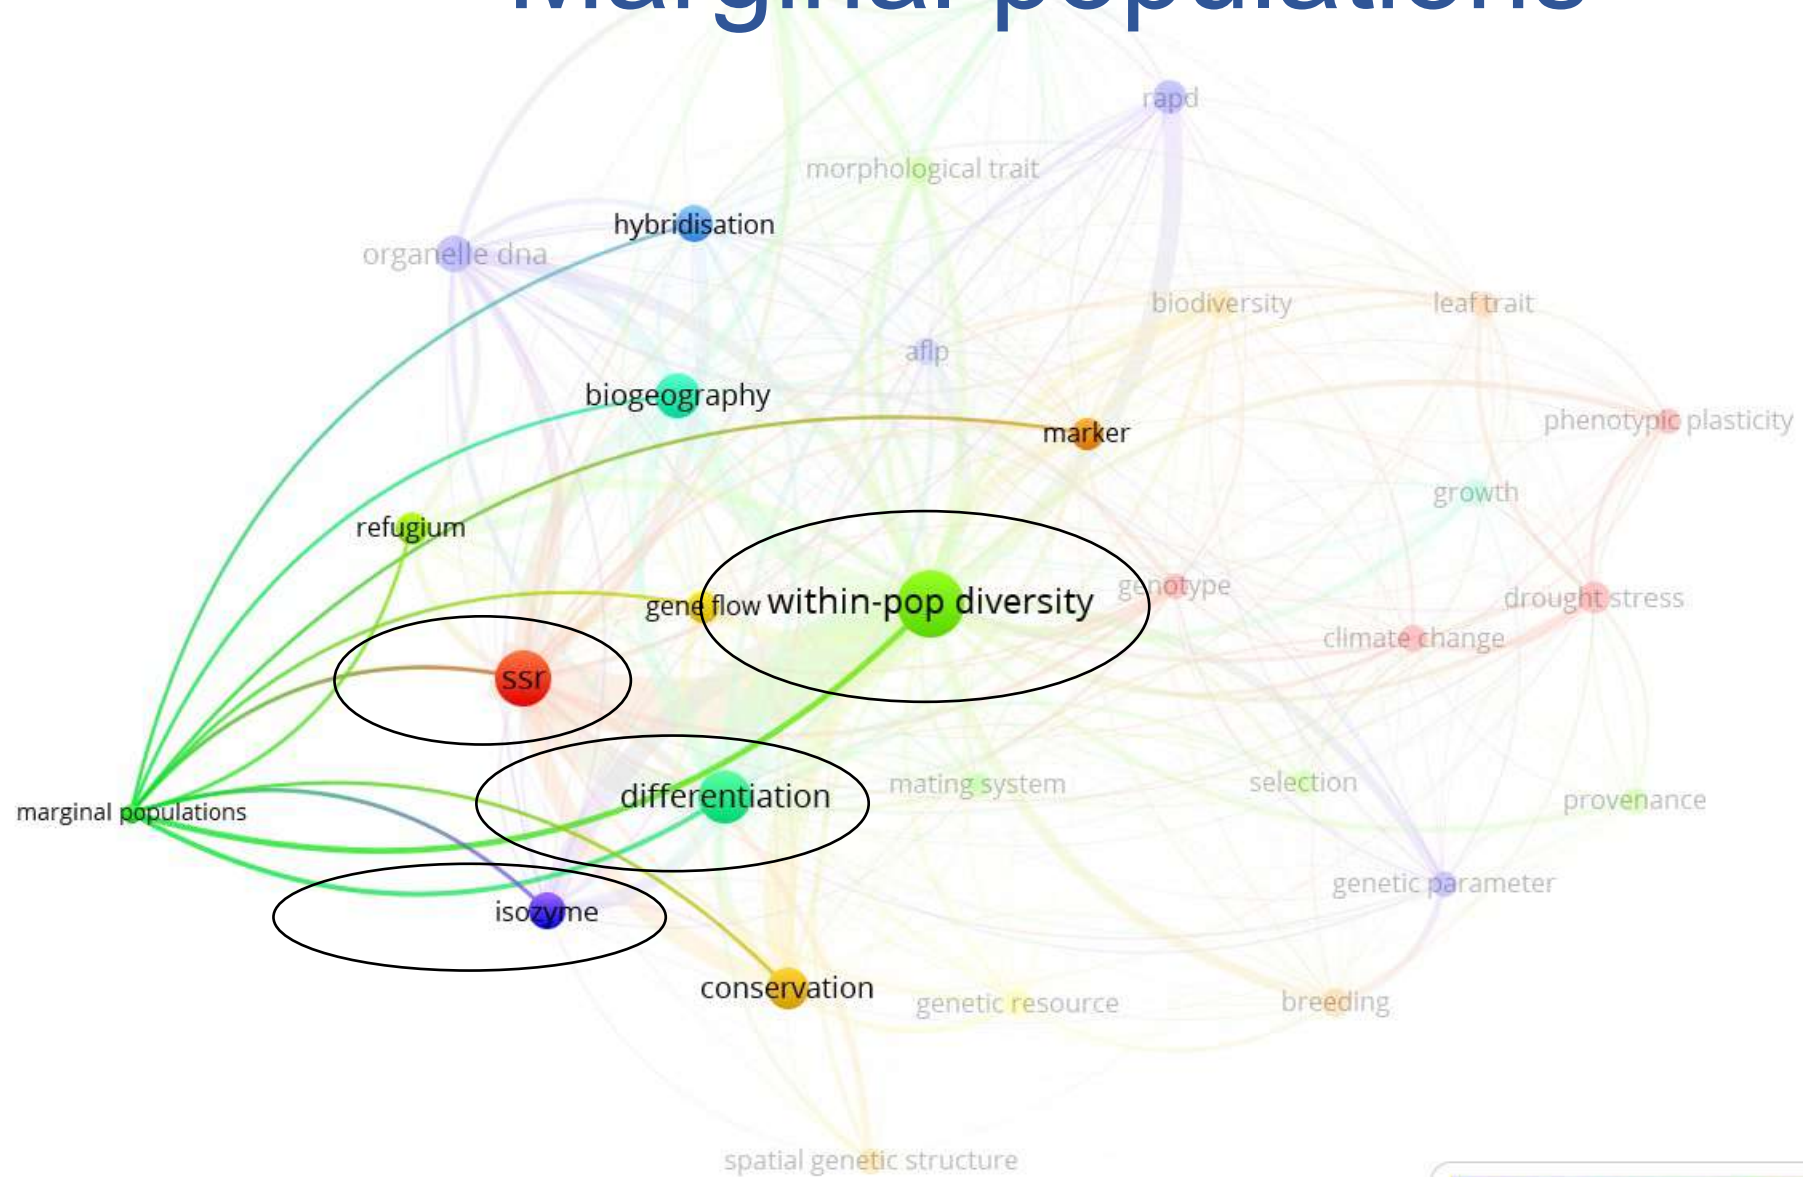 Marginal populations
rapd
morphological trait
hybridisation
organelle dna
biodiversity
leaf trait
aflp
biogeography
phenotypic plasticity
marker
growth
refugium
genotype
within-pop diversity
gene flow
drought stress
climate change
ssr
mating system
selection
differentiation
provenance
marginal populations
genetic parameter
isozyme
conservation
genetic resource
breeding
spatial genetic structure